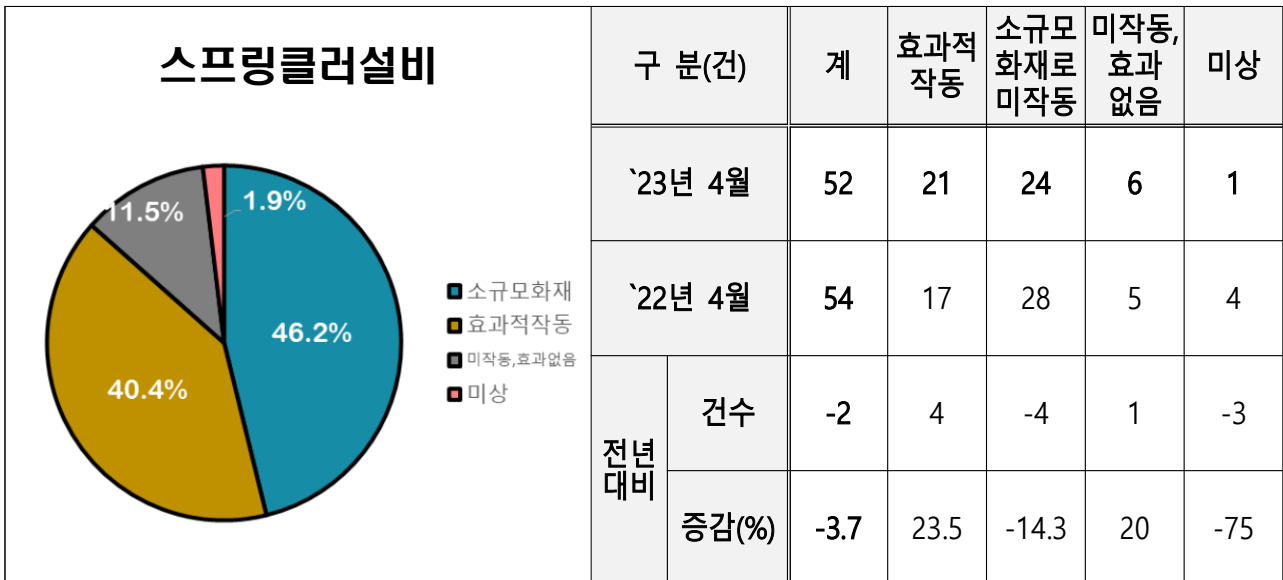 스프링클러설비
1.9%
11.5%
46.2%
40.4%
소규모화재
효과적작동
미작동,효과없음
미상
구 분(건) 계 효과적 작동 소규모 화재로 미작동 미작동, 효과 없음 미상
`23년 4월 52 21 24 6 1
`22년 4월 54 17 28 5 4
전년 대비 건수 -2 4 -4 1 -3
증감(%) -3.7 23.5 -14.3 20 -75